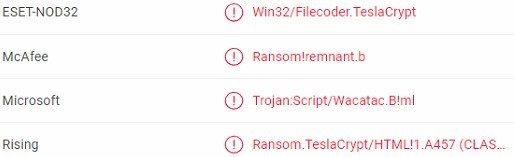 ESET-NOD32 Win32/Filecoder.TeslaCrypt
McAfee Ransom!remnant.b
Microsoft Trojan:Script/Wacatac.B!ml
Rising Ransom.TeslaCrypt/HTML!1.A457 (CLAS...